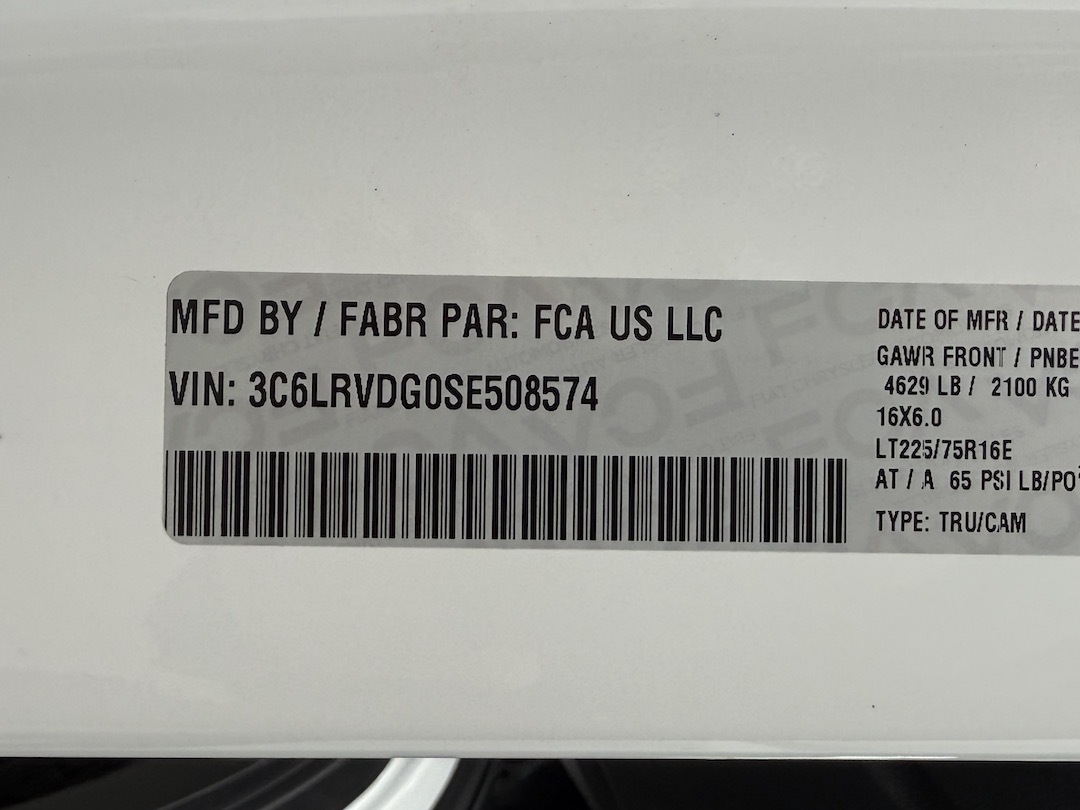 MFD BY / FABR PAR: FCA US LLC
VIN: 3C6LRVDG0SE508574
DATE OF MFR / DATE
GAWR FRONT / PNBE
4629 LB / 2100 KG
16X6.0
LT225/75R16E
AT / A 65 PSI LB/PO²
TYPE: TRU/CAM